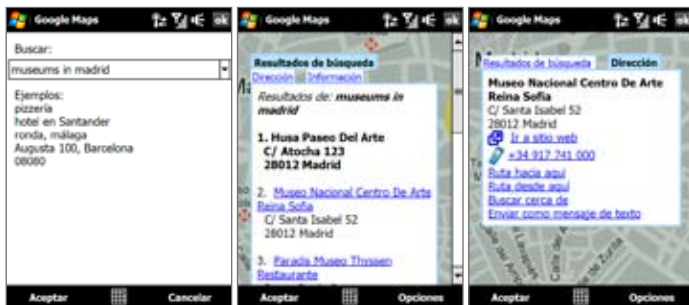 Google Maps
ok
Buscar:
museums in madrid
Ejemplos:
pizzería
hotel en Santander
ronda, málaga
Augusta 100, Barcelona
08080
Aceptar
Cancelar
Google Maps
ok
Resultados de búsqueda
Dirección Información
Resultados de: museums in
madrid
1. Husa Paseo Del Arte
C/ Atocha 123
28012 Madrid
2. Museo Nacional Centro De Arte
Reina Sofia
C/ Santa Isabel 52
28012 Madrid
3. Parada Museo Thyssen
Restaurante
Aceptar
Opciones
Google Maps
ok
Resultados de búsqueda Dirección
Museo Nacional Centro De Arte
Reina Sofia
C/ Santa Isabel 52
28012 Madrid
Ir a sitio web
+34 917 741 000
Ruta hacia aquí
Ruta desde aquí
Buscar cerca de
Enviar como mensaje de texto
Calle de Zurita
Aceptar
Opciones